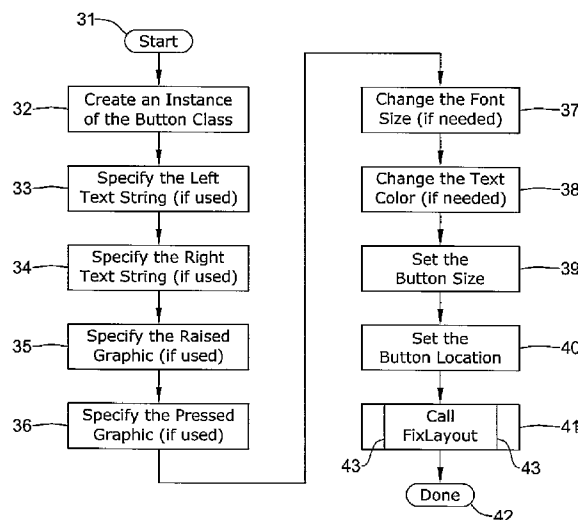 31
Start
32
Create an Instance
of the Button Class
33
Specify the Left
Text String (if used)
34
Specify the Right
Text String (if used)
35
Specify the Raised
Graphic (if used)
36
Specify the Pressed
Graphic (if used)
Change the Font
Size (if needed)
37
Change the Text
Color (if needed)
38
Set the
Button Size
39
Set the
Button Location
40
Call
FixLayout
41
43
43
Done
42